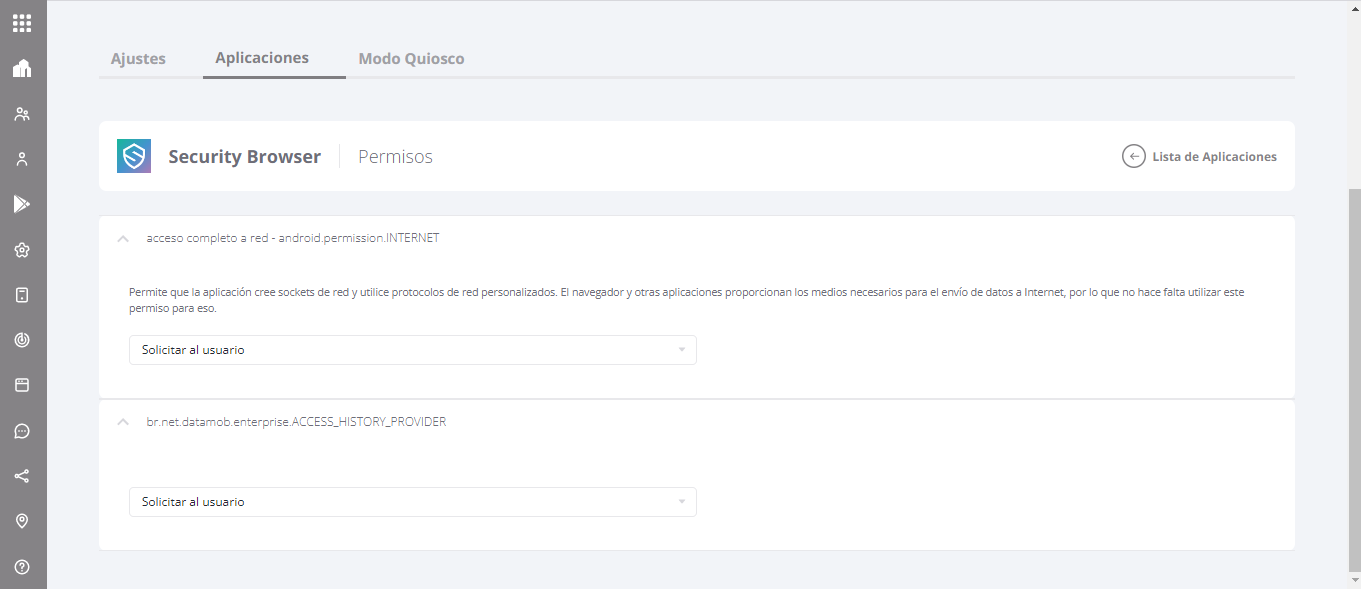 Ajustes
Aplicaciones
Modo Quiosco
Security Browser
Permisos
Lista de Aplicaciones
acceso completo a red - android.permission.INTERNET
Permite que la aplicación cree sockets de red y utilice protocolos de red personalizados. El navegador y otras aplicaciones proporcionan los medios necesarios para el envío de datos a Internet, por lo que no hace falta utilizar este
permiso para eso.
Solicitar al usuario
br.net.datamob.enterprise.ACCESS_HISTORY_PROVIDER
Solicitar al usuario